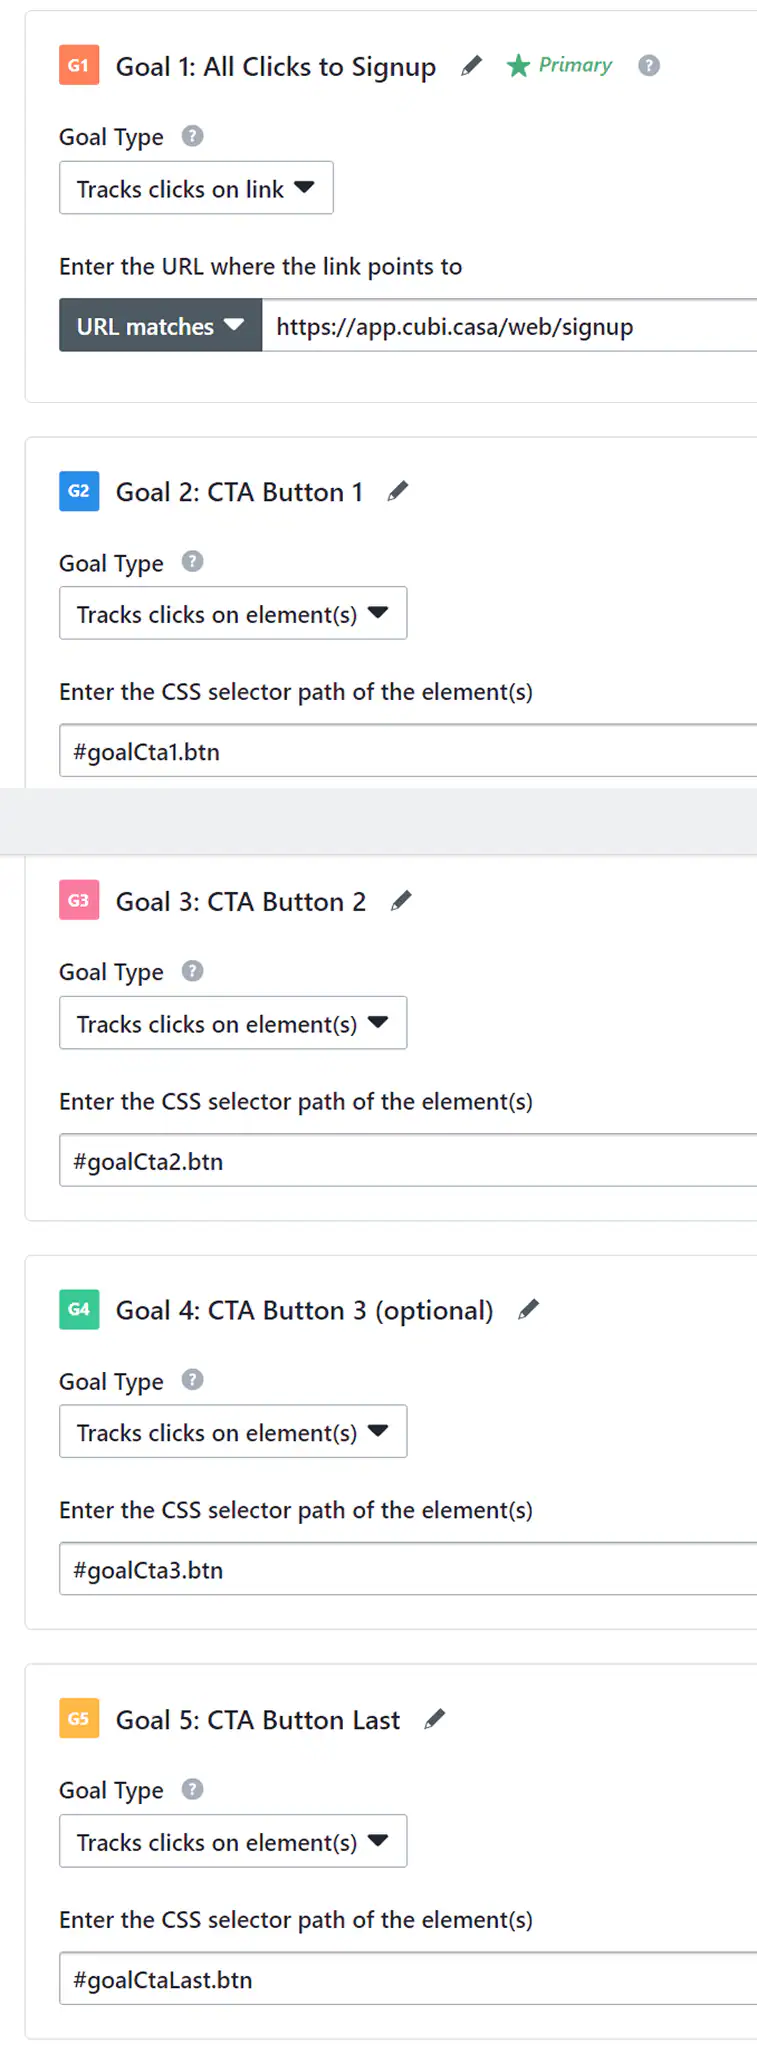 G1 Goal 1: All Clicks to Signup Primary ?
Goal Type ?
Tracks clicks on link
Enter the URL where the link points to
URL matches https://app.cubi.casa/web/signup
G2 Goal 2: CTA Button 1
Goal Type ?
Tracks clicks on element(s)
Enter the CSS selector path of the element(s)
#goalCta1.btn
G3 Goal 3: CTA Button 2
Goal Type ?
Tracks clicks on element(s)
Enter the CSS selector path of the element(s)
#goalCta2.btn
G4 Goal 4: CTA Button 3 (optional)
Goal Type ?
Tracks clicks on element(s)
Enter the CSS selector path of the element(s)
#goalCta3.btn
G5 Goal 5: CTA Button Last
Goal Type ?
Tracks clicks on element(s)
Enter the CSS selector path of the element(s)
#goalCtaLast.btn